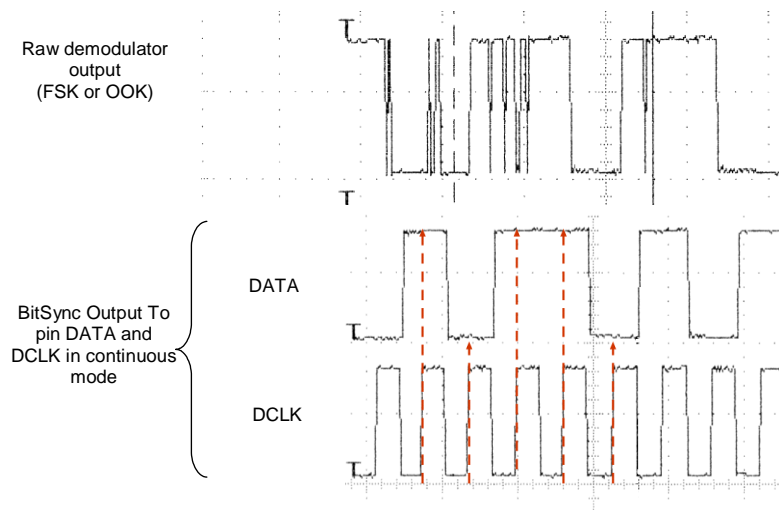 Raw demodulator
output
(FSK or OOK)
BitSync Output To
pin DATA and
DCLK in continuous
mode
DATA
DCLK